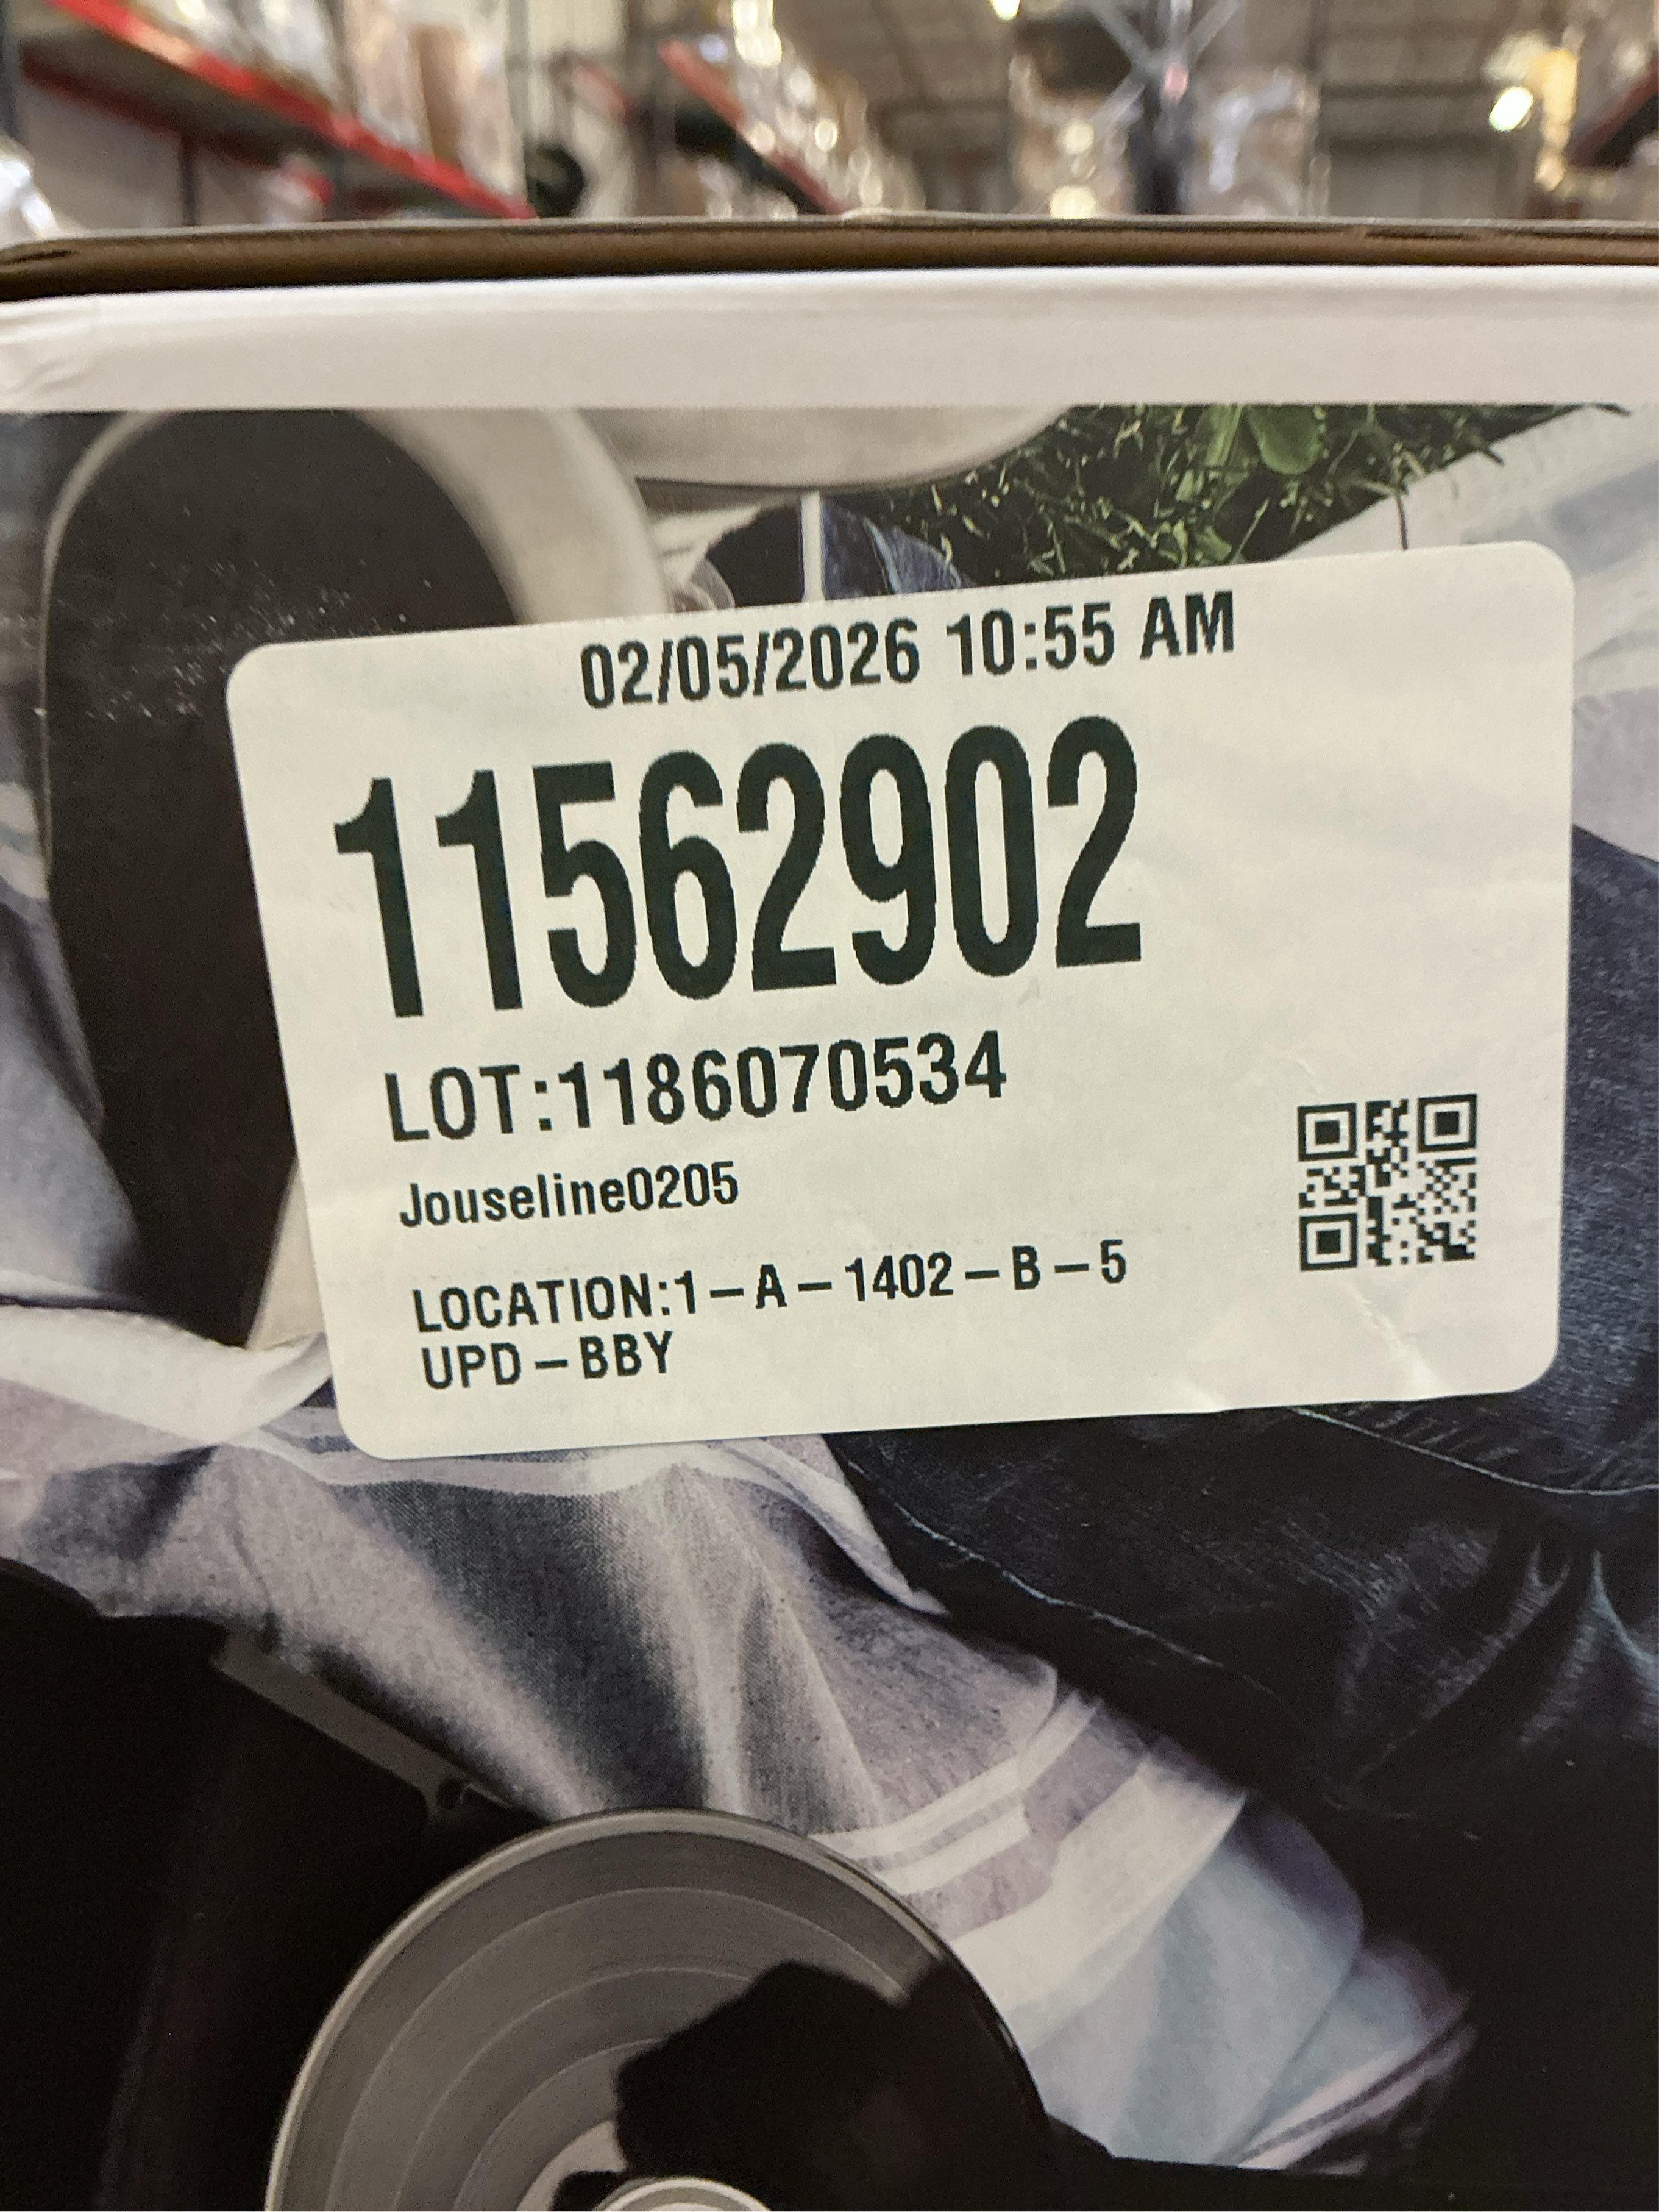 02/05/2026 10:55 AM
11562902
LOT:1186070534
Jouseline0205
LOCATION:1-A-1402-B-5
UPD-BBY